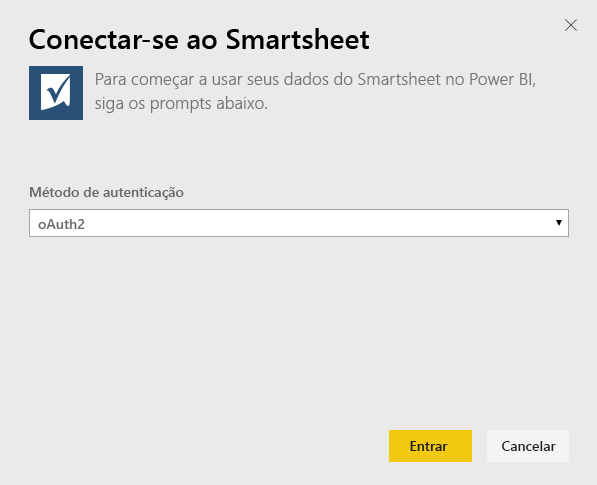 Conectar-se ao Smartsheet
Para começar a usar seus dados do Smartsheet no Power BI,
siga os prompts abaixo.
Método de autenticação
oAuth2
Entrar
Cancelar